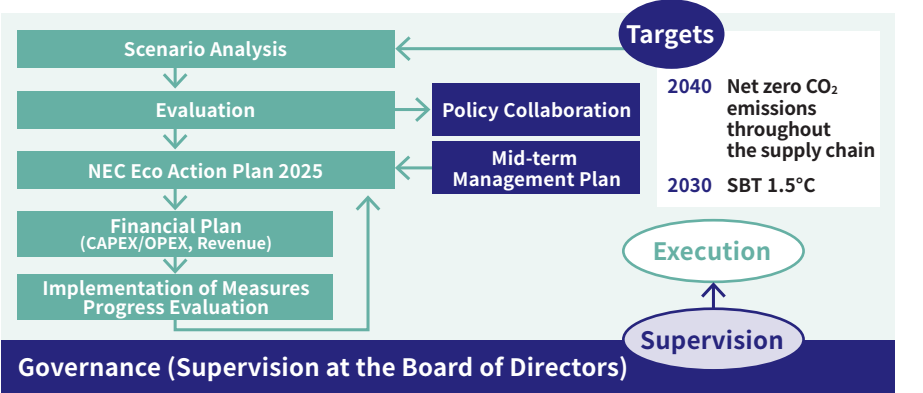 Targets
Scenario Analysis
Evaluation
Policy Collaboration
NEC Eco Action Plan 2025
Mid-term
Management Plan
Financial Plan
(CAPEX/OPEX, Revenue)
Implementation of Measures
Progress Evaluation
2040 Net zero CO₂
emissions
throughout
the supply chain
2030 SBT 1.5°C
Execution
Supervision
Governance (Supervision at the Board of Directors)